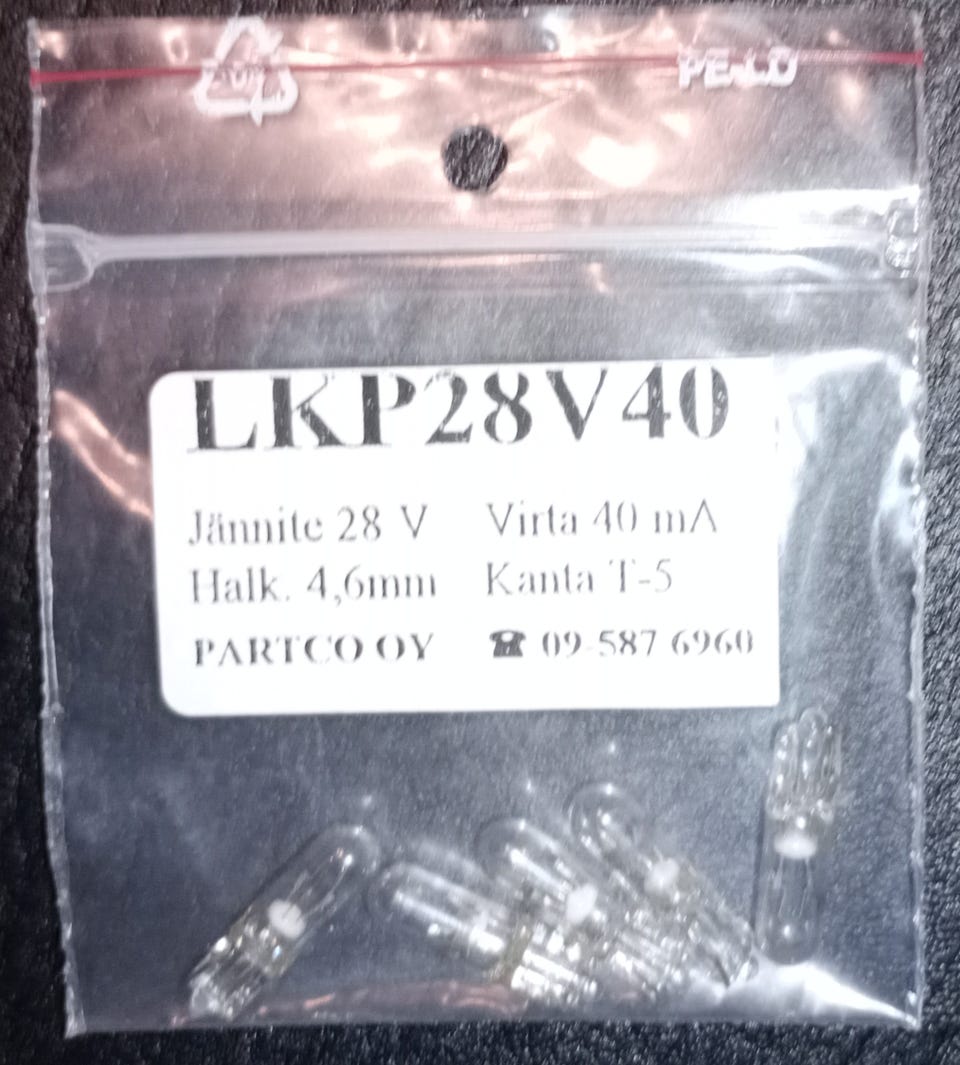 PE-LD
LKP28V40
Jännite 28 V Virta 40 mA
Halk. 4,6mm Kanta T-5
PARTCO OY ☎ 09-587 6960